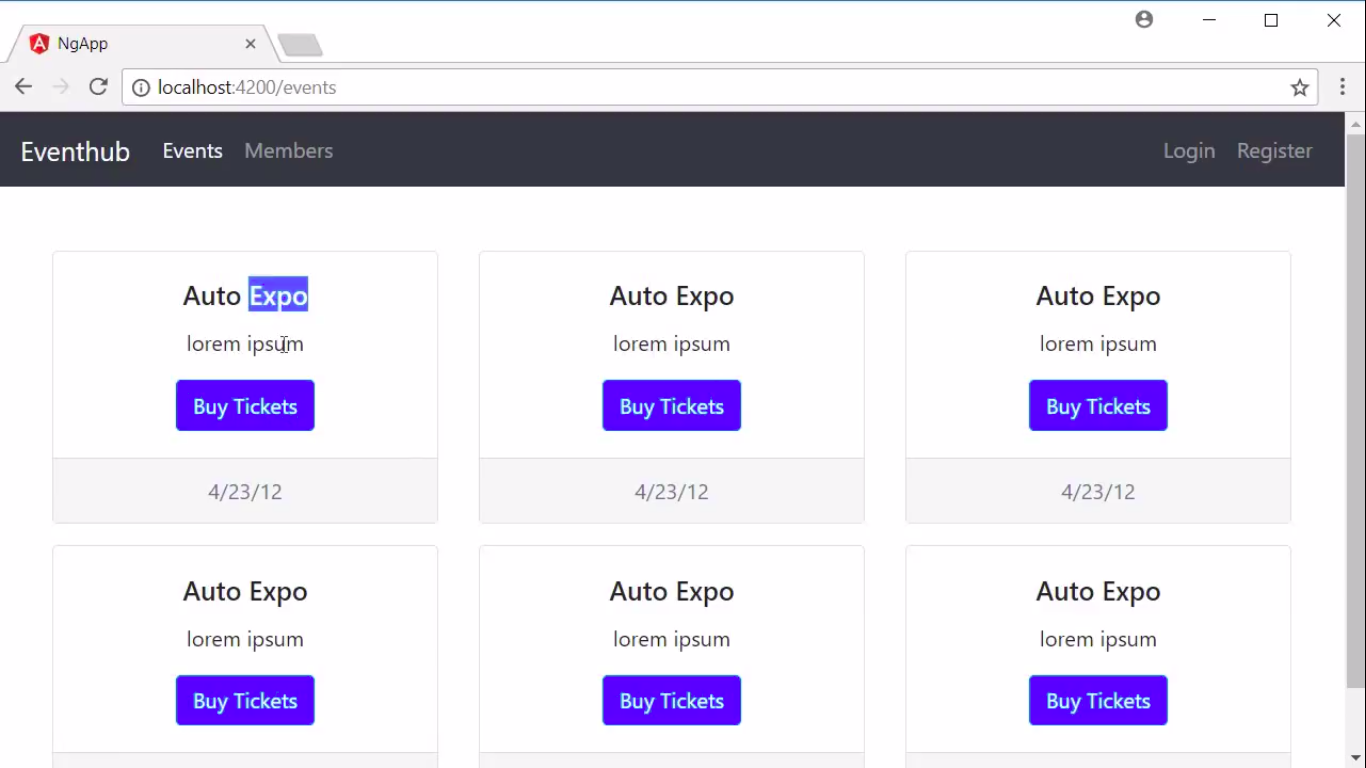 NgApp
localhost:4200/events
Eventhub Events Members Login Register
Auto Expo Auto Expo Auto Expo
lorem ipsum lorem ipsum lorem ipsum
Buy Tickets Buy Tickets Buy Tickets
4/23/12 4/23/12 4/23/12
Auto Expo Auto Expo Auto Expo
lorem ipsum lorem ipsum lorem ipsum
Buy Tickets Buy Tickets Buy Tickets